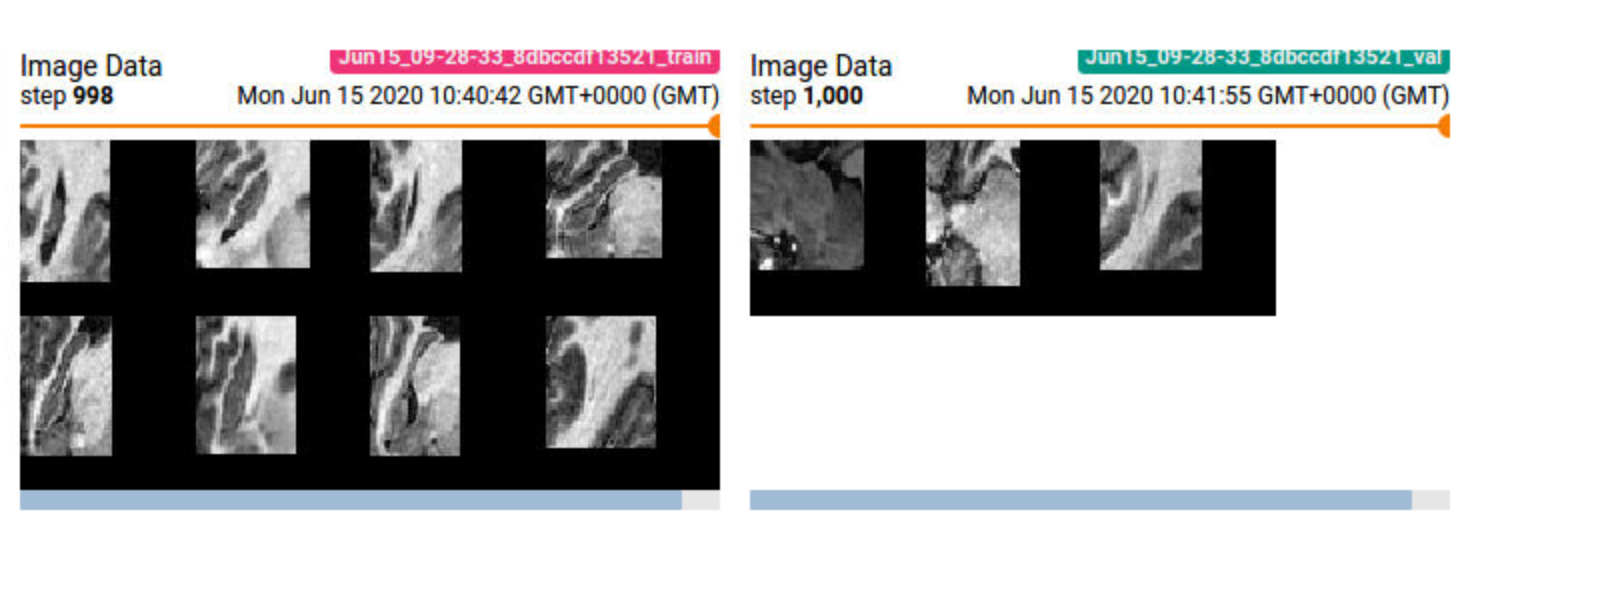 Jun15_09-28-33_8dbccdf13521_train
Image Data
step 998
Mon Jun 15 2020 10:40:42 GMT+0000 (GMT)
Jun15_09-28-33_8dbccdf13521_val
Image Data
step 1,000
Mon Jun 15 2020 10:41:55 GMT+0000 (GMT)